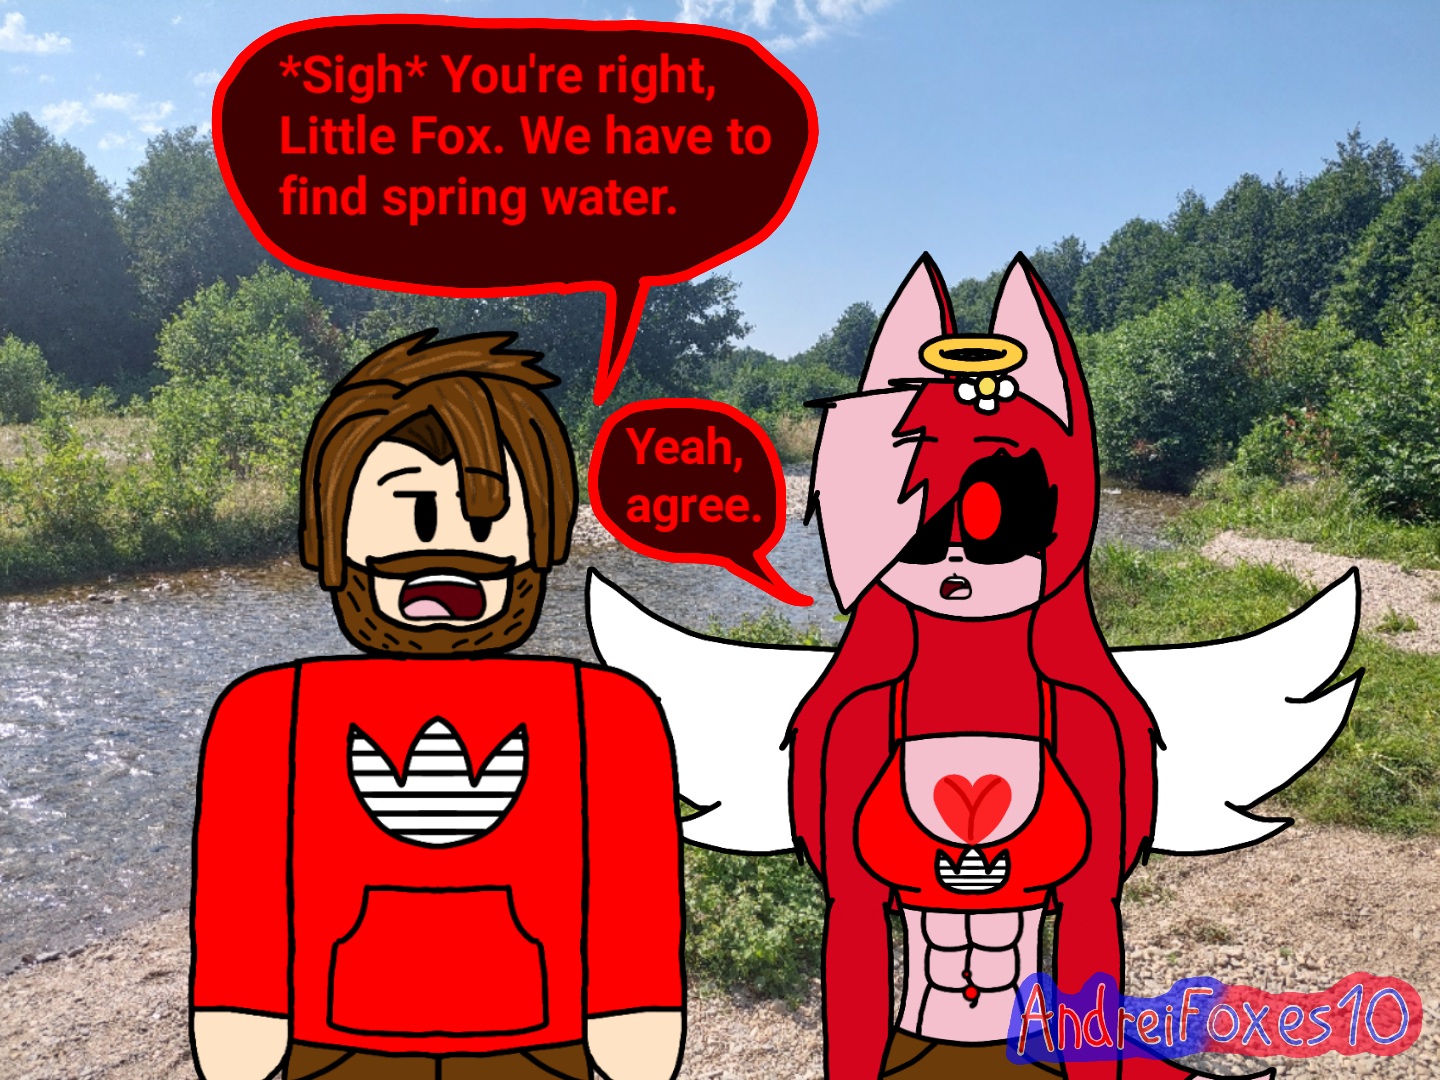 *Sigh* You're right,
Little Fox. We have to
find spring water.
Yeah,
agree.
AndreiFoxes10